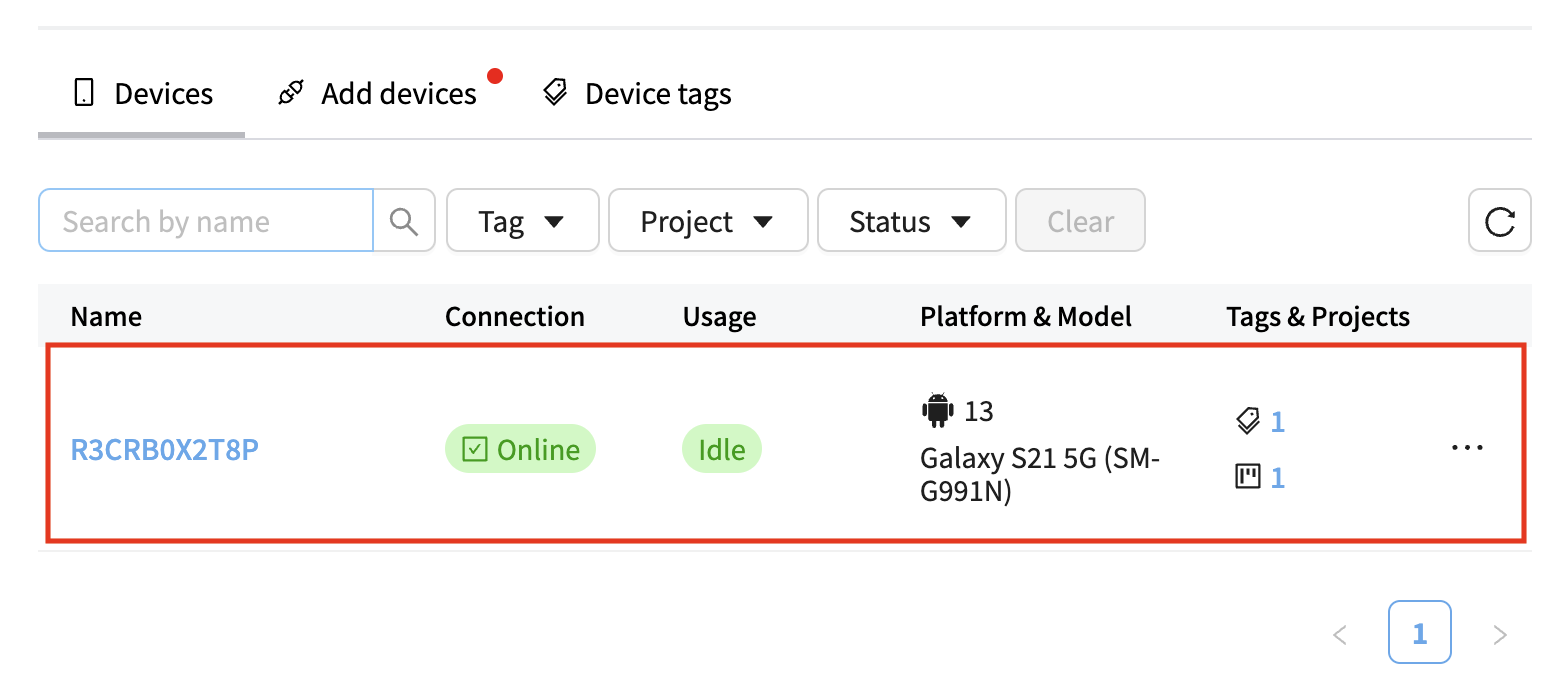 Devices Add devices Device tags
Search by name Tag Project Status Clear
Name Connection Usage Platform & Model Tags & Projects
R3CRB0X2T8P Online Idle
13
Galaxy S21 5G (SM-
G991N)
1
1
1